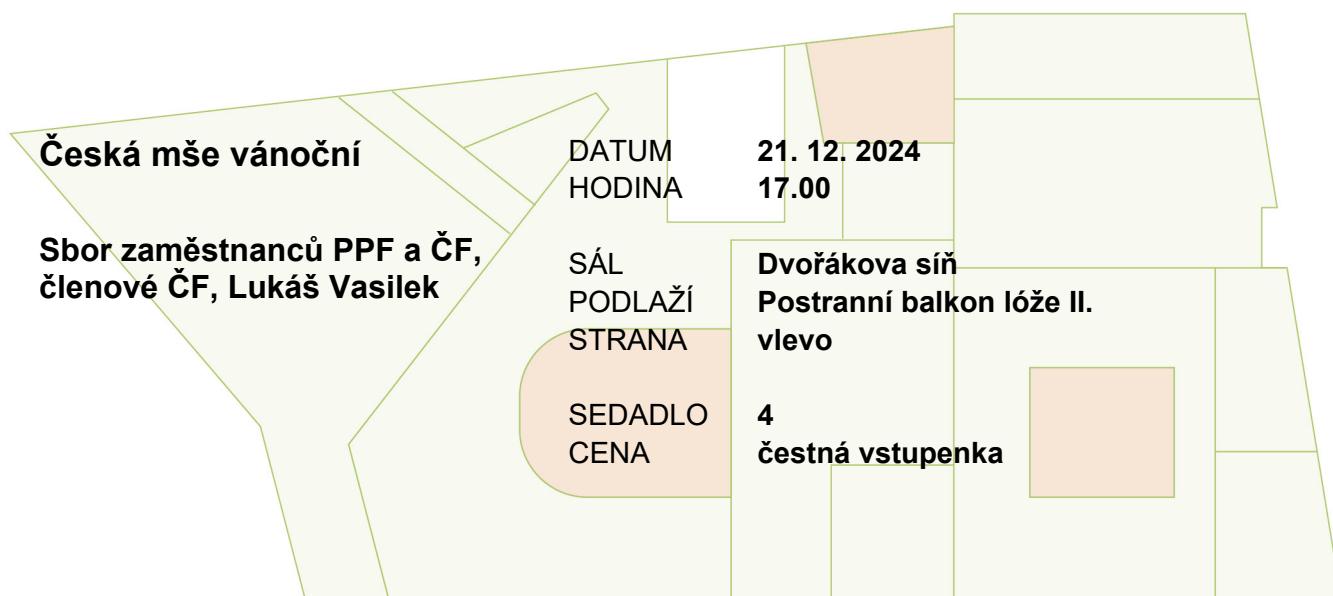 Česká mše vánoční
Sbor zaměstnanců PPF a ČF,
členové ČF, Lukáš Vasilek
DATUM 21. 12. 2024
HODINA 17.00
SÁL Dvořákova síň
PODLAŽÍ Postranní balkon lóže II.
STRANA vlevo
SEDADLO 4
CENA čestná vstupenka